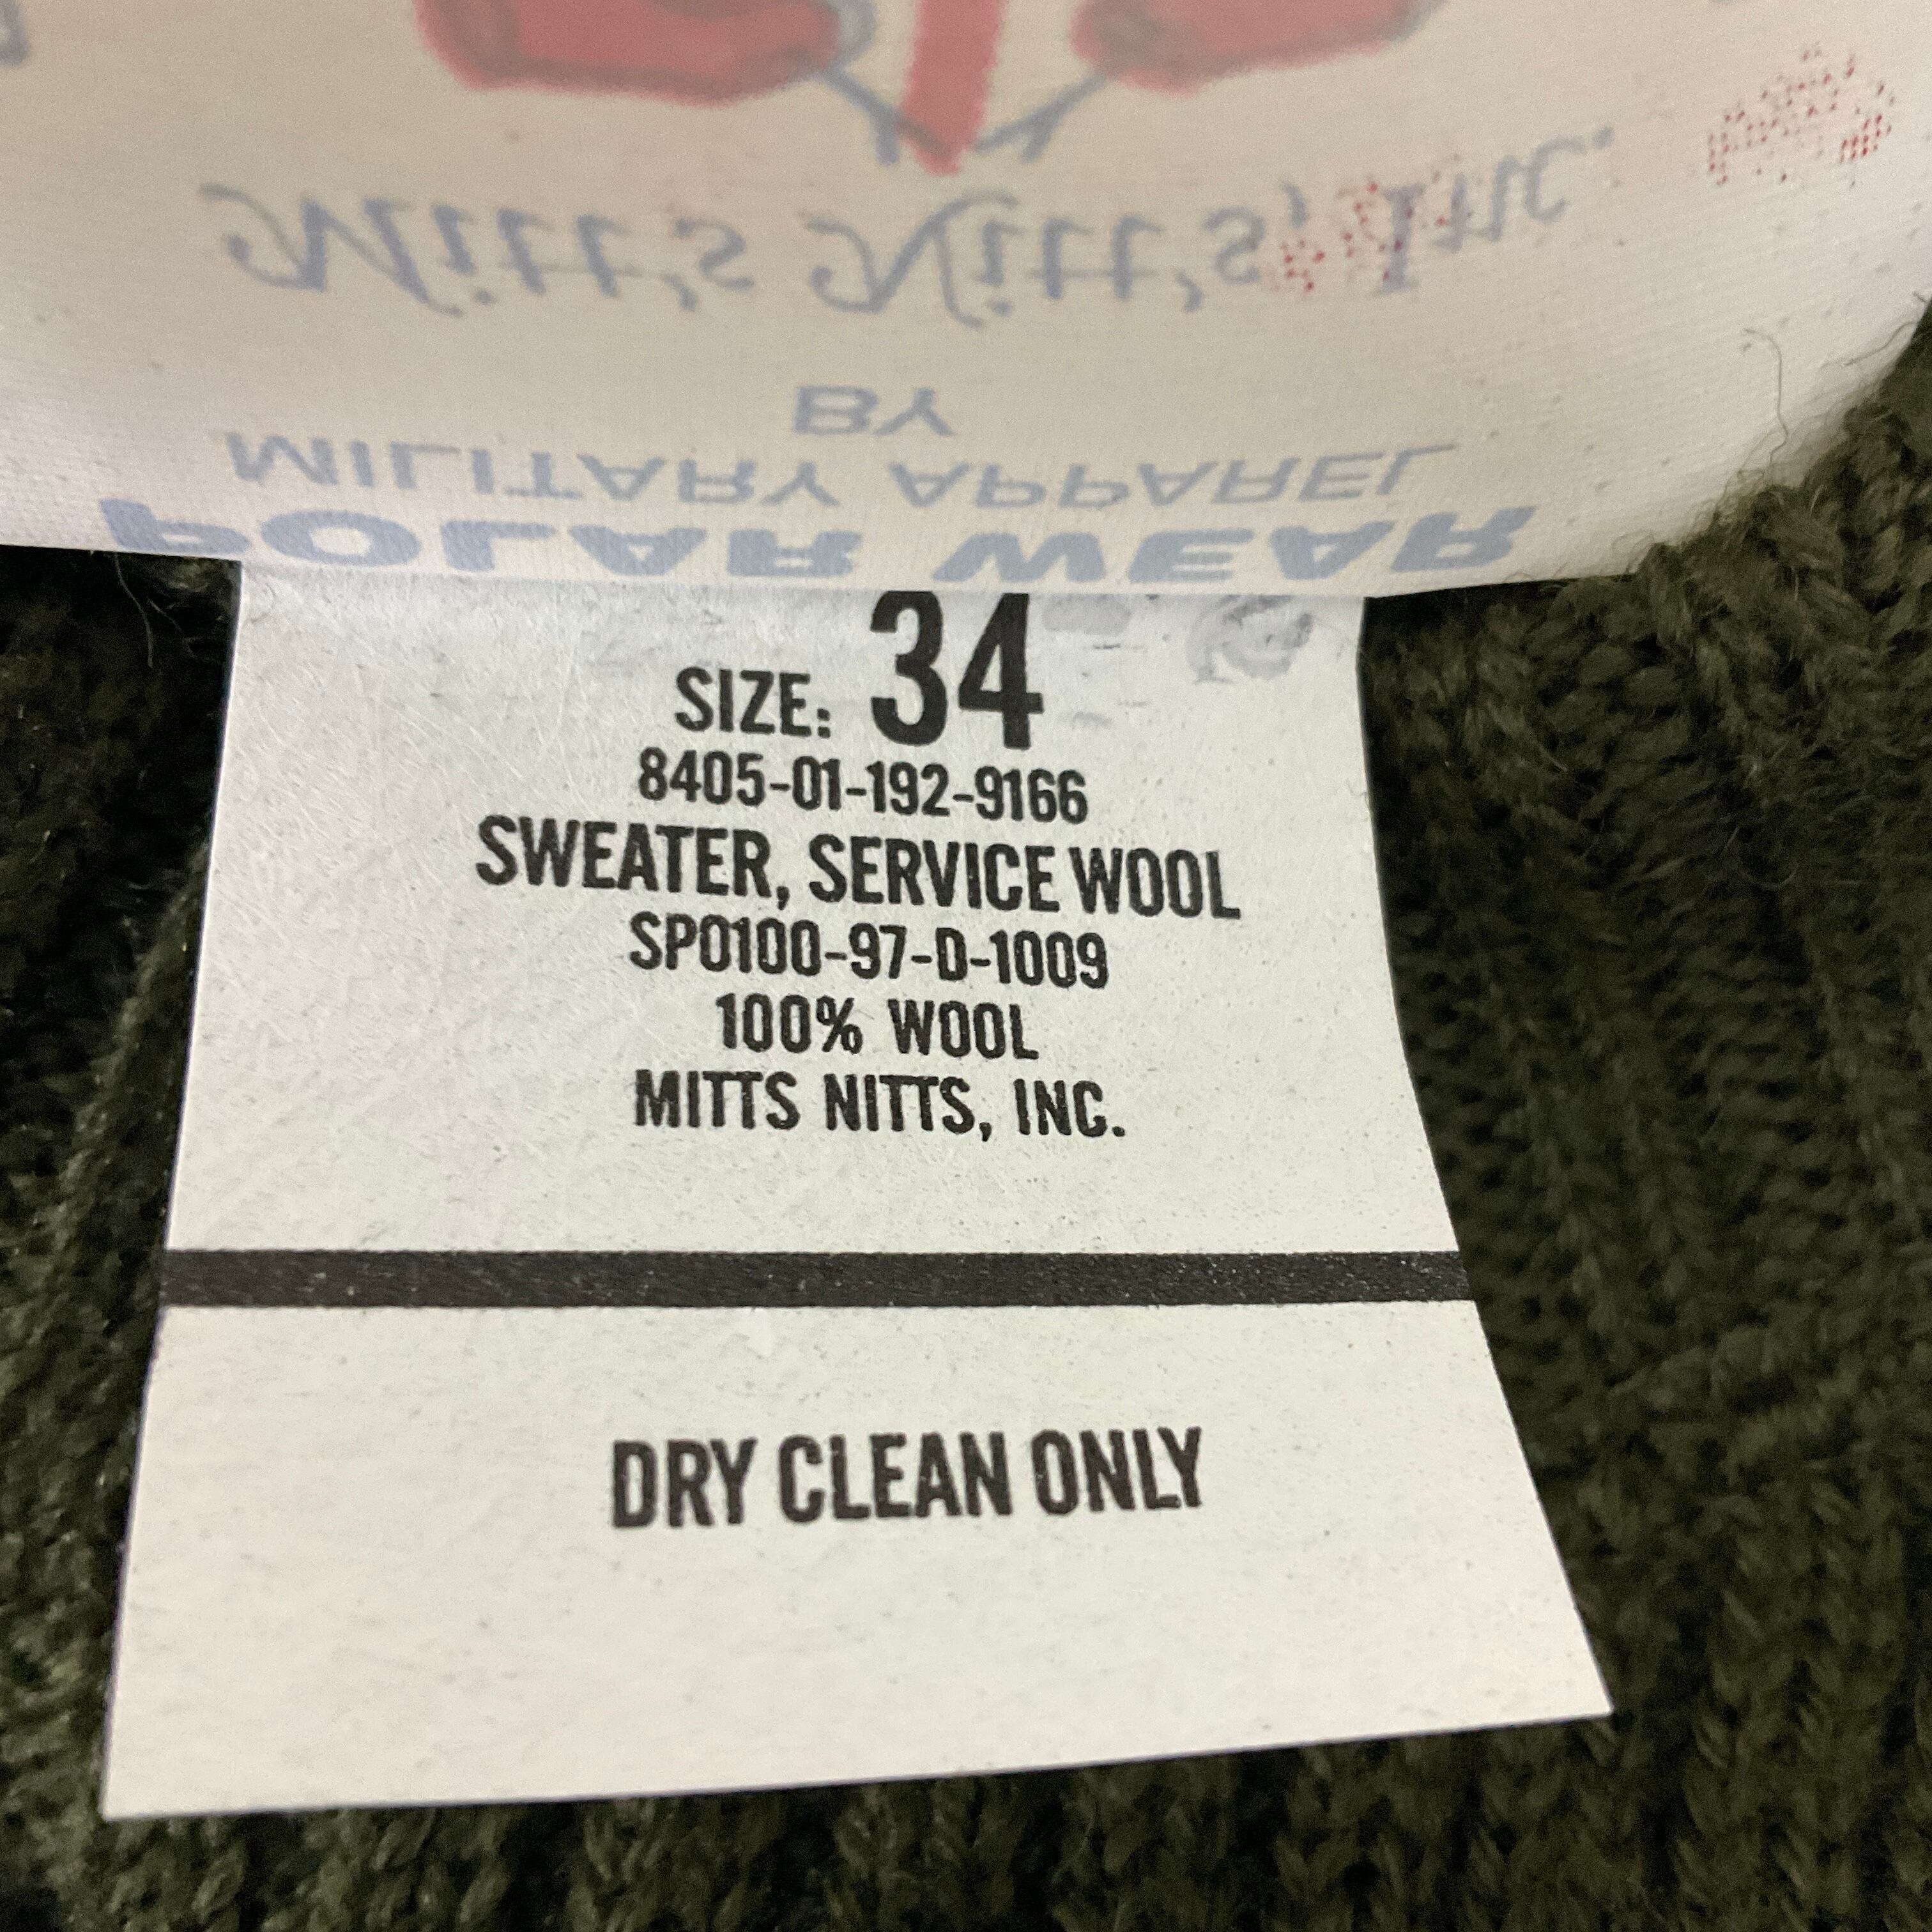 Mitt's Nitt's, Inc.
BY
MILITARY APPAREL
POLAR WEAR
SIZE: 34
8405-01-192-9166
SWEATER, SERVICE WOOL
SPO100-97-D-1009
100% WOOL
MITTS NITTS, INC.
DRY CLEAN ONLY